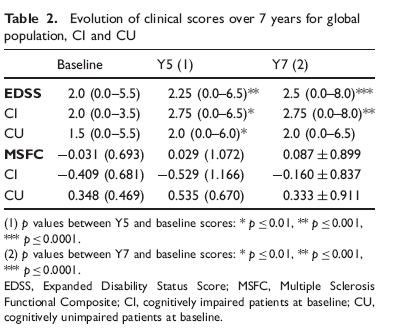 Table 2. Evolution of clinical scores over 7 years for global
population, CI and CU
Baseline Y5 (1) Y7 (2)
EDSS 2.0 (0.0–5.5) 2.25 (0.0–6.5)** 2.5 (0.0–8.0)***
CI 2.0 (0.0–3.5) 2.75 (0.0–6.5)* 2.75 (0.0–8.0)**
CU 1.5 (0.0–5.5) 2.0 (0.0–6.0)* 2.0 (0.0–6.5)
MSFC −0.031 (0.693) 0.029 (1.072) 0.087 ± 0.899
CI −0.409 (0.681) −0.529 (1.166) −0.160 ± 0.837
CU 0.348 (0.469) 0.535 (0.670) 0.333 ± 0.911
(1) p values between Y5 and baseline scores: * p ≤ 0.01, ** p ≤ 0.001,
*** p ≤ 0.0001.
(2) p values between Y7 and baseline scores: * p ≤ 0.01, ** p ≤ 0.001,
*** p ≤ 0.0001.
EDSS, Expanded Disability Status Score; MSFC, Multiple Sclerosis
Functional Composite; CI, cognitively impaired patients at baseline; CU,
cognitively unimpaired patients at baseline.